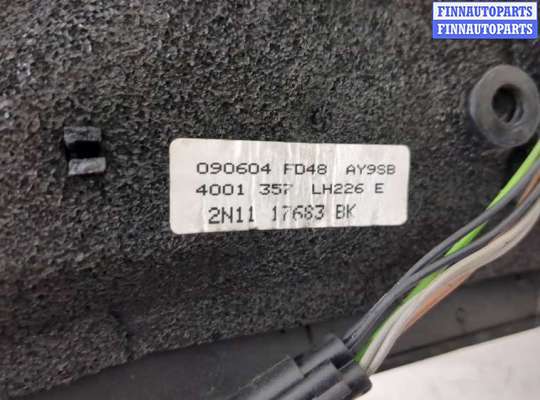 FINNAUTOPARTS
FINNAUTOPARTS
090604 FD48 AY9SB
4001 357 LH226 E
2N11 17683 BK